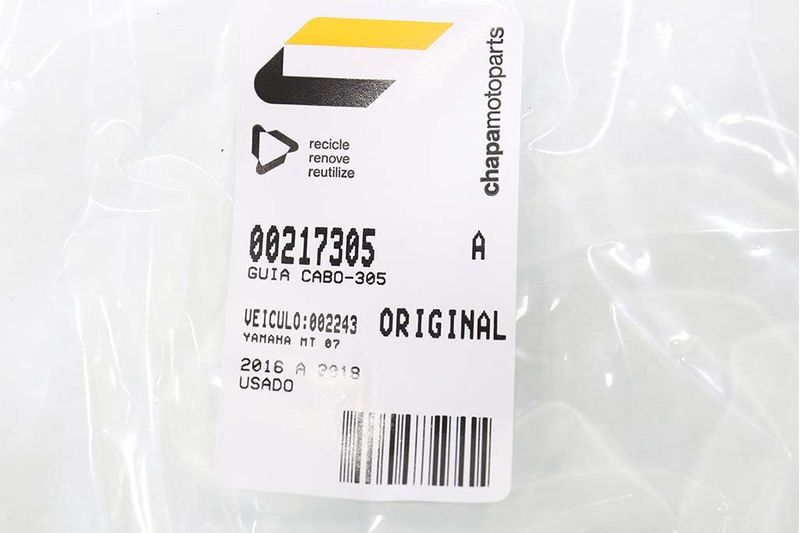 chapamotoparts
recicle
renove
reutilize
00217305 A
GUIA CABO-305
VEICULO:002243 ORIGINAL
YAMAHA MT 07
2016 A 2018
USADO